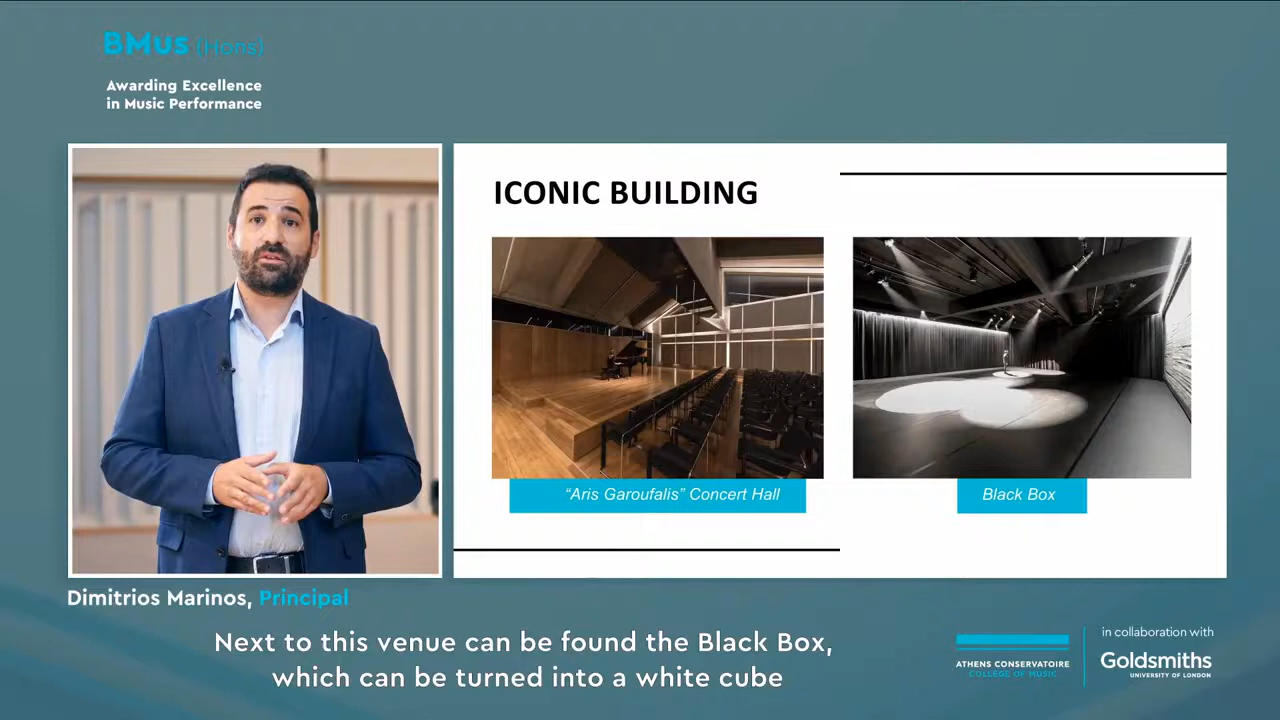 BMus (Hons)
Awarding Excellence
in Music Performance
ICONIC BUILDING
“Aris Garoufalis” Concert Hall
Black Box
Dimitrios Marinos, Principal
Next to this venue can be found the Black Box,
which can be turned into a white cube
ATHENS CONSERVATOIRE
COLLEGE OF MUSIC
in collaboration with
Goldsmiths
UNIVERSITY OF LONDON